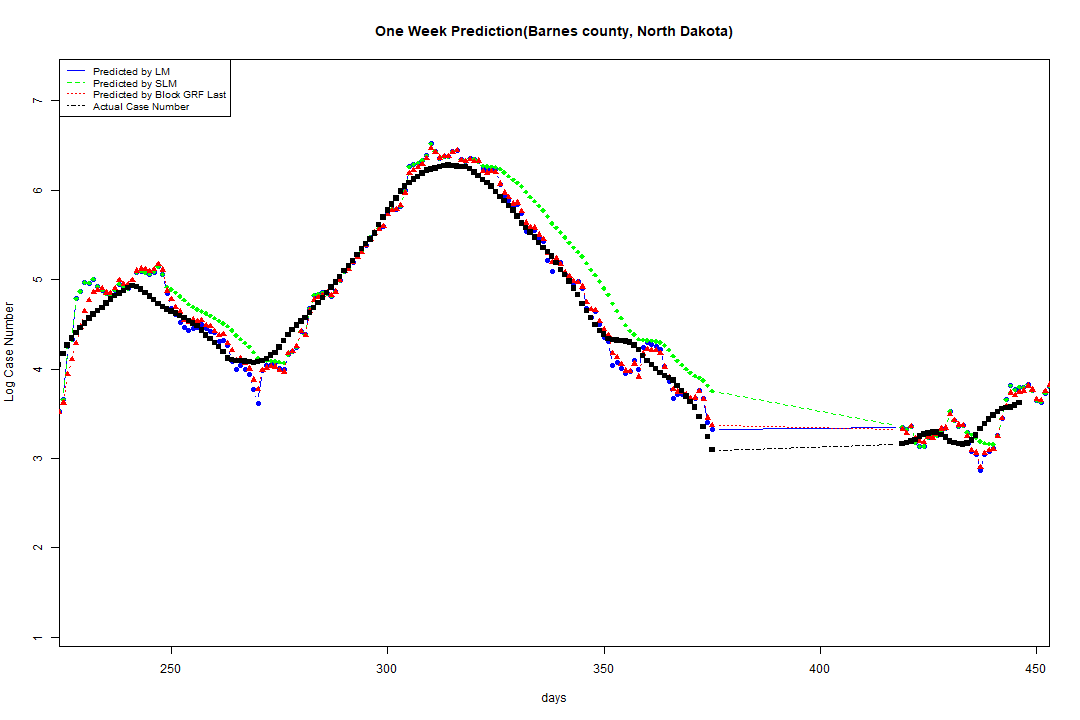 One Week Prediction(Barnes county, North Dakota)
Predicted by LM
Predicted by SLM
Predicted by Block GRF Last
Actual Case Number
7
6
5
4
3
2
1
Log Case Number
250
300
350
400
450
days